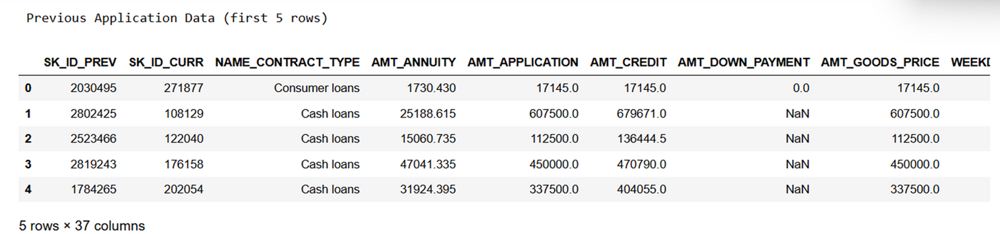 Previous Application Data (first 5 rows)
SK_ID_PREV SK_ID_CURR NAME_CONTRACT_TYPE AMT_ANNUITY AMT_APPLICATION AMT_CREDIT AMT_DOWN_PAYMENT AMT_GOODS_PRICE
0 2030495 271877 Consumer loans 1730.430 17145.0 17145.0 0.0 17145.0
1 2802425 108129 Cash loans 25188.615 607500.0 679671.0 NaN 607500.0
2 2523466 122040 Cash loans 15060.735 112500.0 136444.5 NaN 112500.0
3 2819243 176158 Cash loans 47041.335 450000.0 470790.0 NaN 450000.0
4 1784265 202054 Cash loans 31924.395 337500.0 404055.0 NaN 337500.0
5 rows × 37 columns